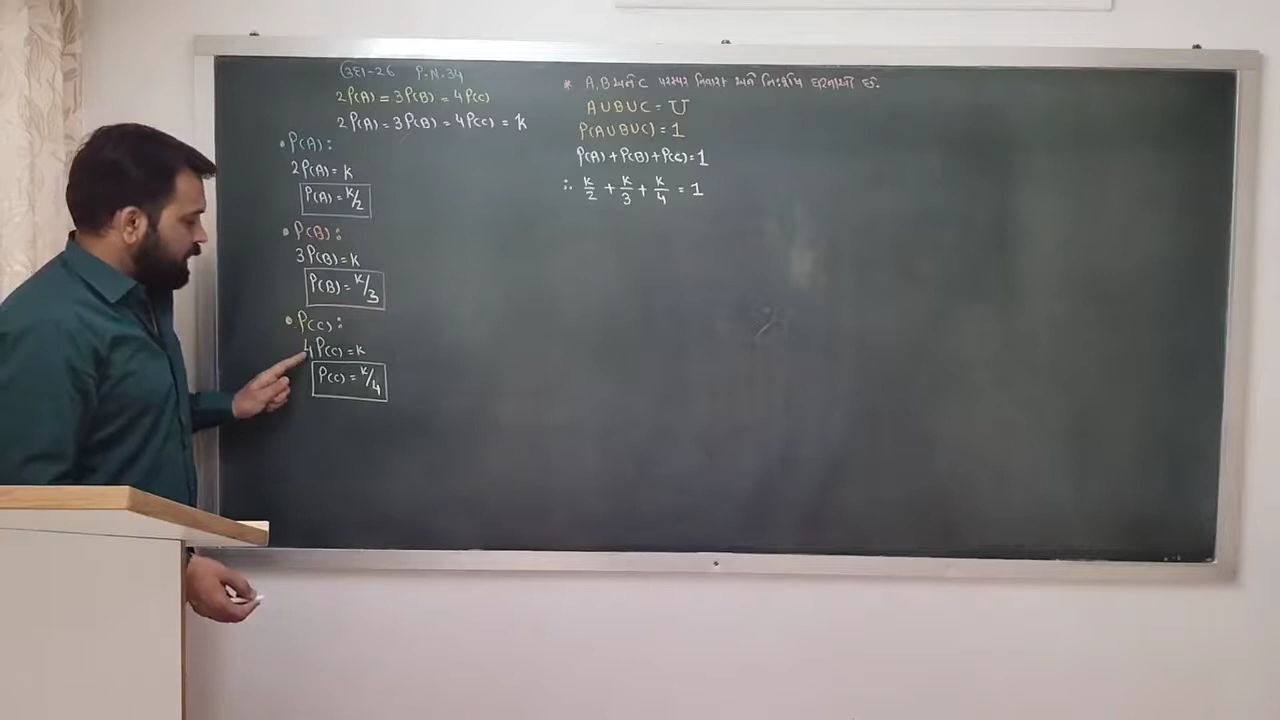 ઉદા-26 P.N.34
2P(A) = 3P(B) = 4P(C)
2P(A) = 3P(B) = 4P(C) = k
• P(A):
2P(A) = k
P(A) = k/2
• P(B):
3P(B) = k
P(B) = k/3
• P(C):
4P(C) = k
P(C) = k/4
* A, B અને C પરસ્પર નિવારક અને નિઃશેષ ઘટનાઓ છે.
A∪B∪C = U
P(A∪B∪C) = 1
P(A) + P(B) + P(C) = 1
∴ k/2 + k/3 + k/4 = 1